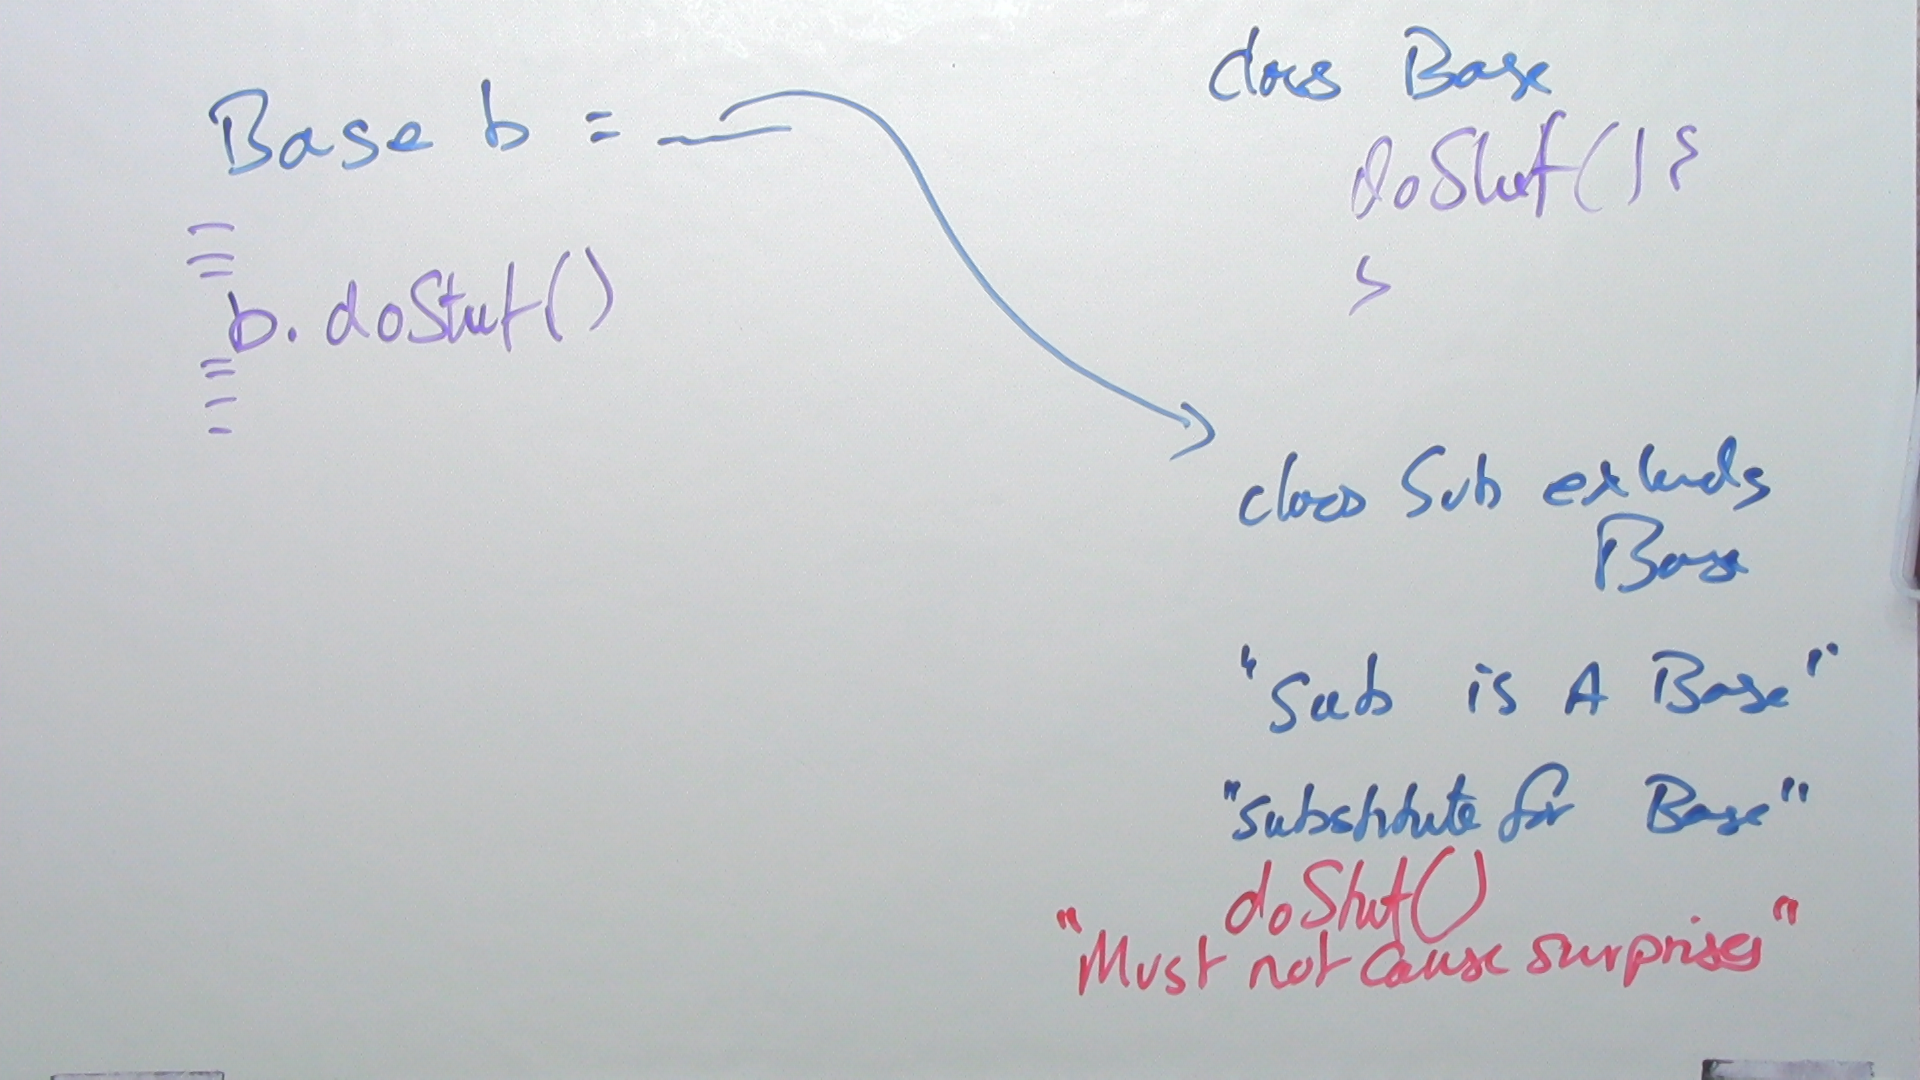 Base b =
b. doStuf()
class Base
doStuf() {
}
class Sub extends
Base
"Sub is A Base"
"substitute for Base"
doStuf()
"Must not cause surprises"